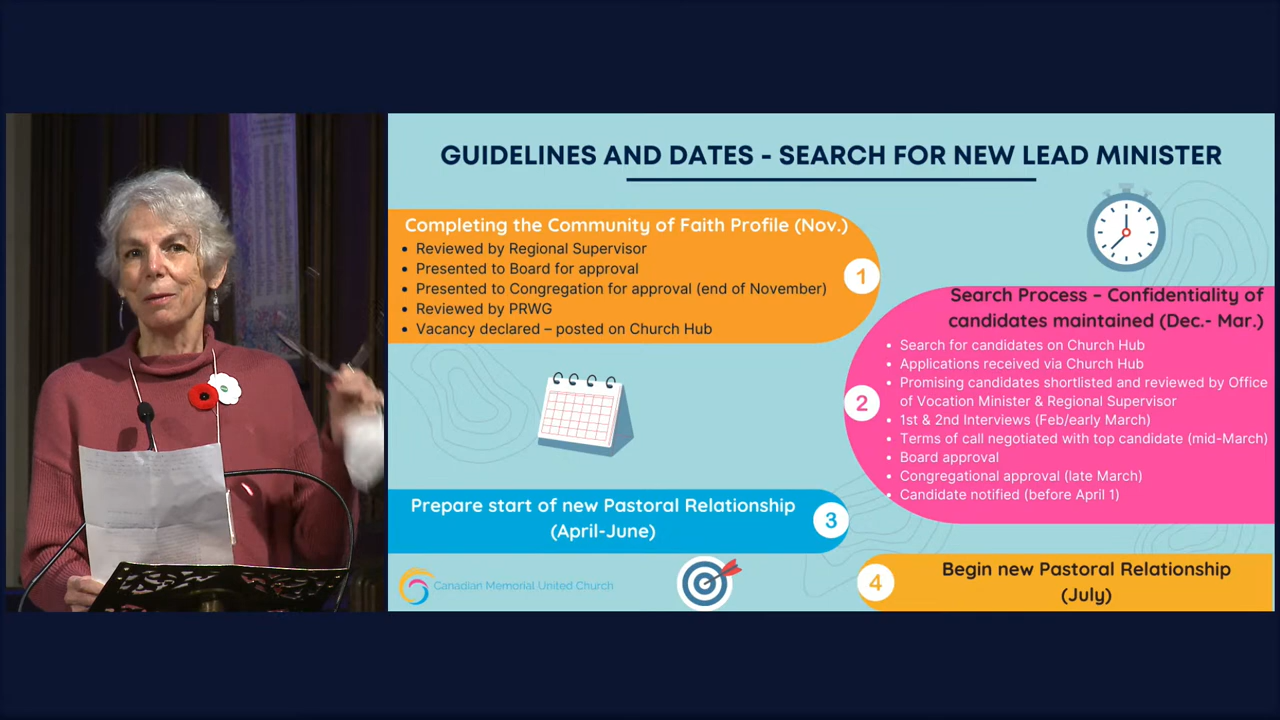 GUIDELINES AND DATES - SEARCH FOR NEW LEAD MINISTER
Completing the Community of Faith Profile (Nov.)
• Reviewed by Regional Supervisor
• Presented to Board for approval
• Presented to Congregation for approval (end of November)
• Reviewed by PRWG
• Vacancy declared – posted on Church Hub
1
Search Process – Confidentiality of
candidates maintained (Dec.- Mar.)
• Search for candidates on Church Hub
• Applications received via Church Hub
• Promising candidates shortlisted and reviewed by Office
of Vocation Minister & Regional Supervisor
• 1st & 2nd Interviews (Feb/early March)
• Terms of call negotiated with top candidate (mid-March)
• Board approval
• Congregational approval (late March)
• Candidate notified (before April 1)
2
Prepare start of new Pastoral Relationship
(April-June)
3
Begin new Pastoral Relationship
(July)
4
Canadian Memorial United Church